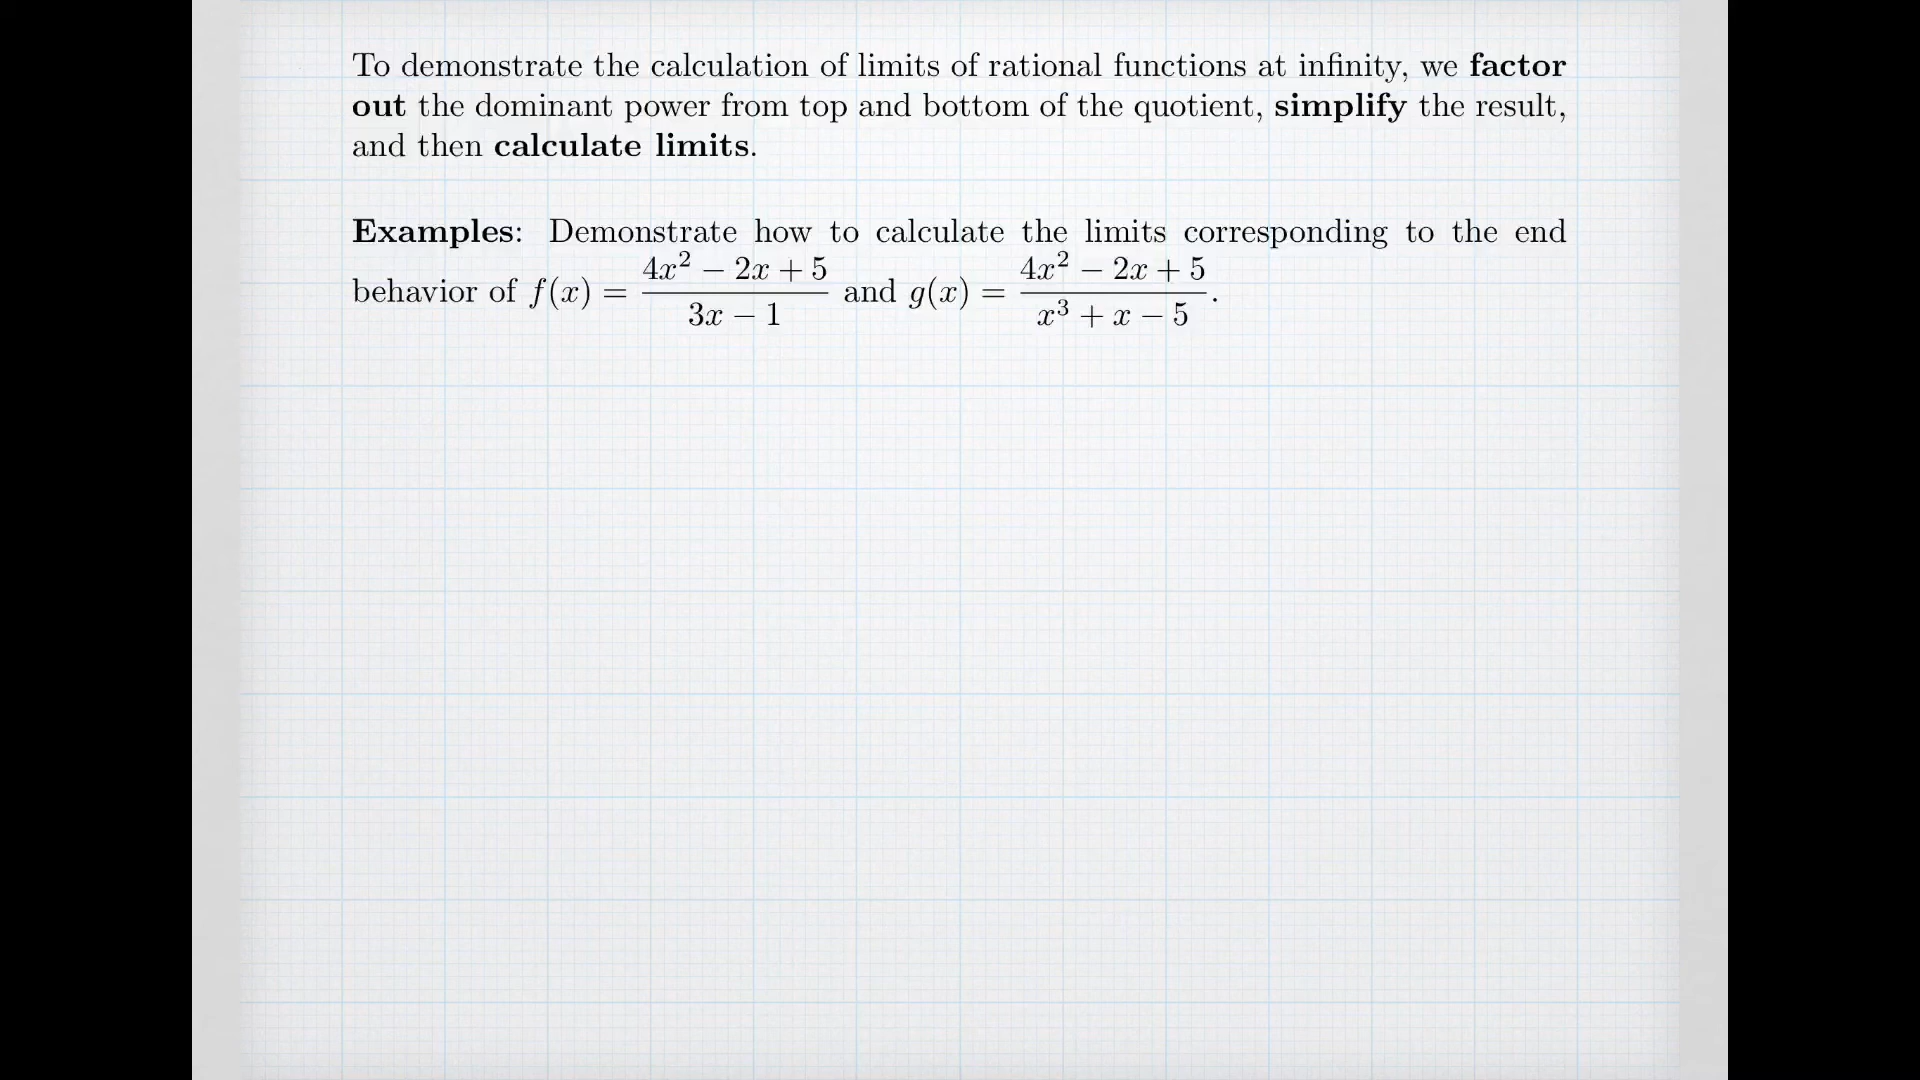 To demonstrate the calculation of limits of rational functions at infinity, we factor
out the dominant power from top and bottom of the quotient, simplify the result,
and then calculate limits.
Examples: Demonstrate how to calculate the limits corresponding to the end
behavior of f(x) = \frac{4x^2 − 2x + 5}{3x − 1} and g(x) = \frac{4x^2 − 2x + 5}{x^3 + x − 5}.